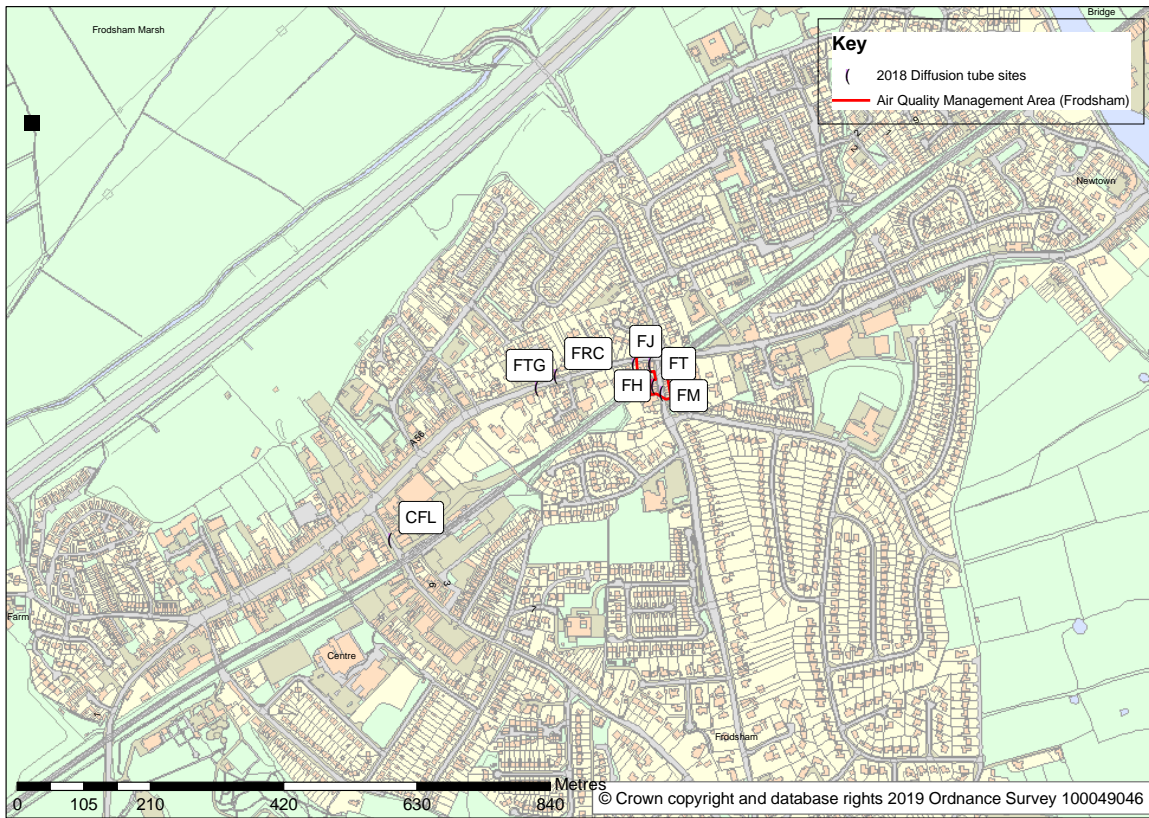 Bridge
Frodsham Marsh
Key
2018 Diffusion tube sites
Air Quality Management Area (Frodsham)
Newtown
FJ
FRC
FTG
FT
FH
FM
A56
CFL
Farm
Centre
Frodsham
Metres
0 105 210 420 630 840
© Crown copyright and database rights 2019 Ordnance Survey 100049046